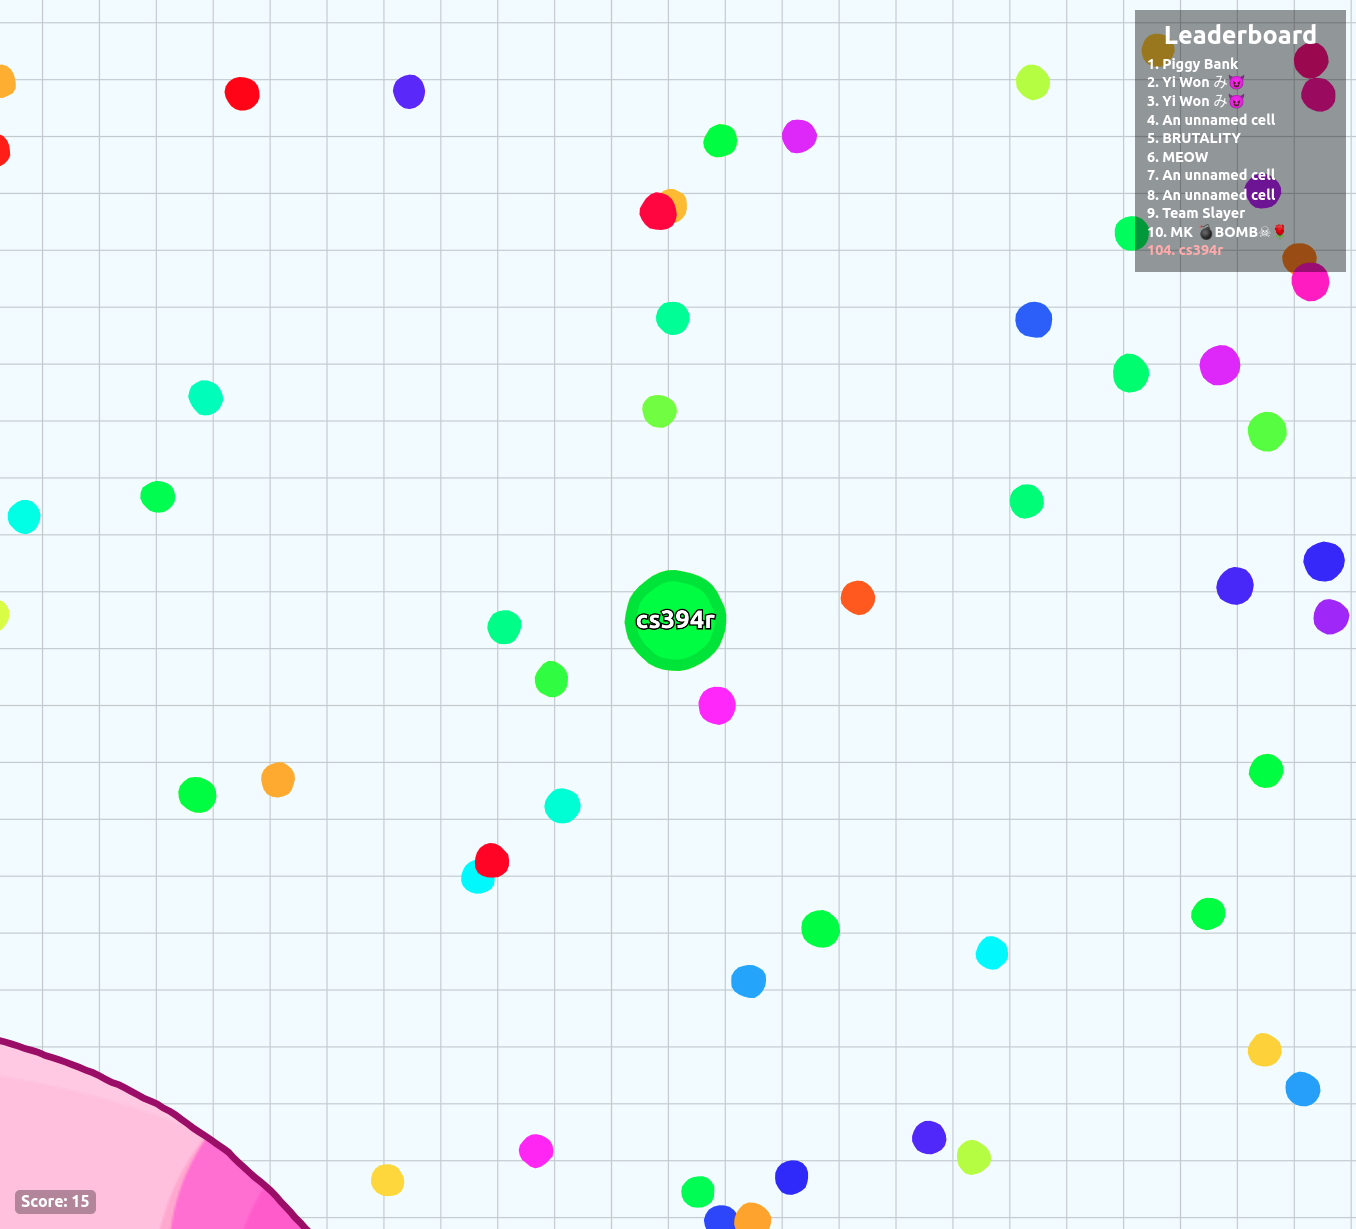 Leaderboard
1. Piggy Bank
2. Yi Won み😈
3. Yi Won み😈
4. An unnamed cell
5. BRUTALITY
6. MEOW
7. An unnamed cell
8. An unnamed cell
9. Team Slayer
10. MK 💣BOMB☠🌹
104. cs394r
cs394r
Score: 15